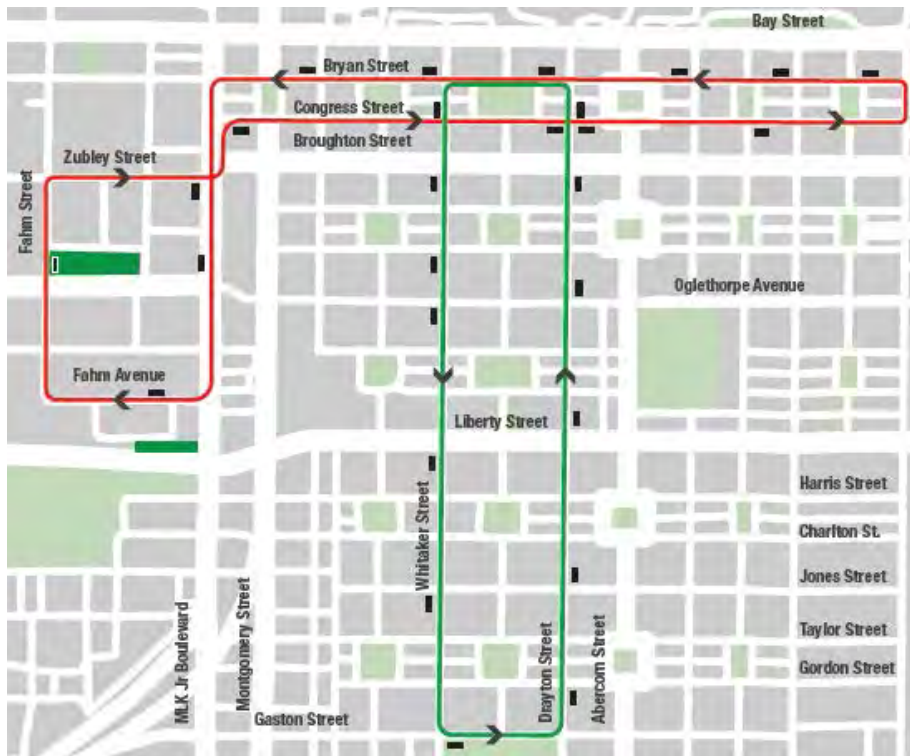 Bay Street
Bryan Street
Congress Street
Broughton Street
Zubley Street
Fahm Street
Oglethorpe Avenue
Fahm Avenue
Liberty Street
Harris Street
Whitaker Street
Charlton St.
Jones Street
MLK Jr Boulevard
Montgomery Street
Drayton Street
Abercom Street
Taylor Street
Gordon Street
Gaston Street